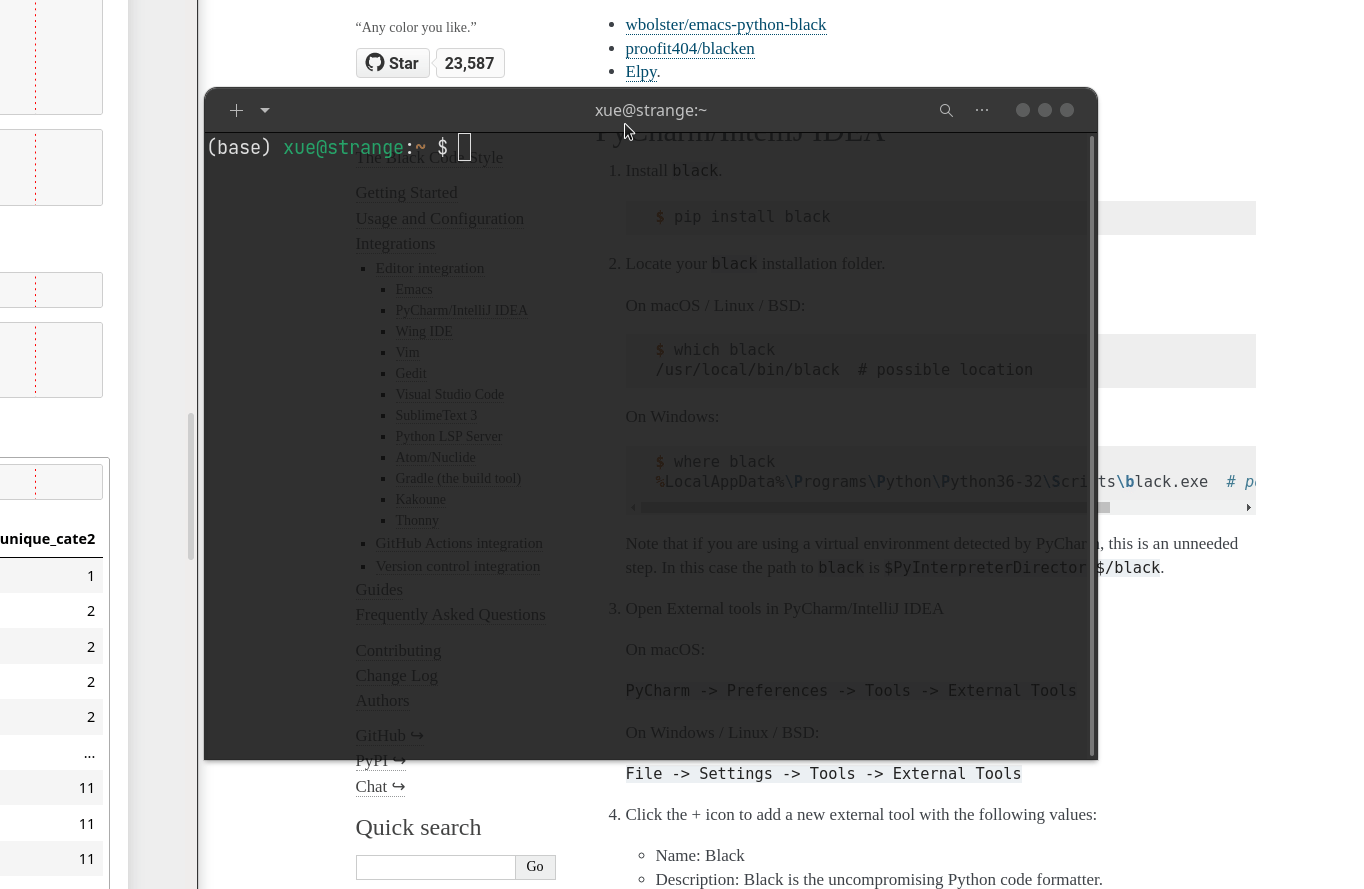 “Any color you like.”
Star
23,587
The Black Code Style
Getting Started
Usage and Configuration
Integrations
Editor integration
Emacs
PyCharm/IntelliJ IDEA
Wing IDE
Vim
Gedit
Visual Studio Code
SublimeText 3
Python LSP Server
Atom/Nuclide
Gradle (the build tool)
Kakoune
Thonny
GitHub Actions integration
Version control integration
Guides
Frequently Asked Questions
Contributing
Change Log
Authors
GitHub ↪
PyPI ↪
Chat ↪
Quick search
Go
wbolster/emacs-python-black
proofit404/blacken
Elpy.
xue@strange:~
(base) xue@strange:~ $
PyCharm/IntelliJ IDEA
1. Install black.
$ pip install black
2. Locate your black installation folder.
On macOS / Linux / BSD:
$ which black
/usr/local/bin/black  # possible location
On Windows:
$ where black
%LocalAppData%\Programs\Python\Python36-32\Scripts\black.exe  #
Note that if you are using a virtual environment detected by PyCharm, this is an unneeded
step. In this case the path to black is $PyInterpreterDirectory$/black.
3. Open External tools in PyCharm/IntelliJ IDEA
On macOS:
PyCharm -> Preferences -> Tools -> External Tools
On Windows / Linux / BSD:
File -> Settings -> Tools -> External Tools
4. Click the + icon to add a new external tool with the following values:
Name: Black
Description: Black is the uncompromising Python code formatter.
unique_cate2
1
2
2
2
2
...
11
11
11